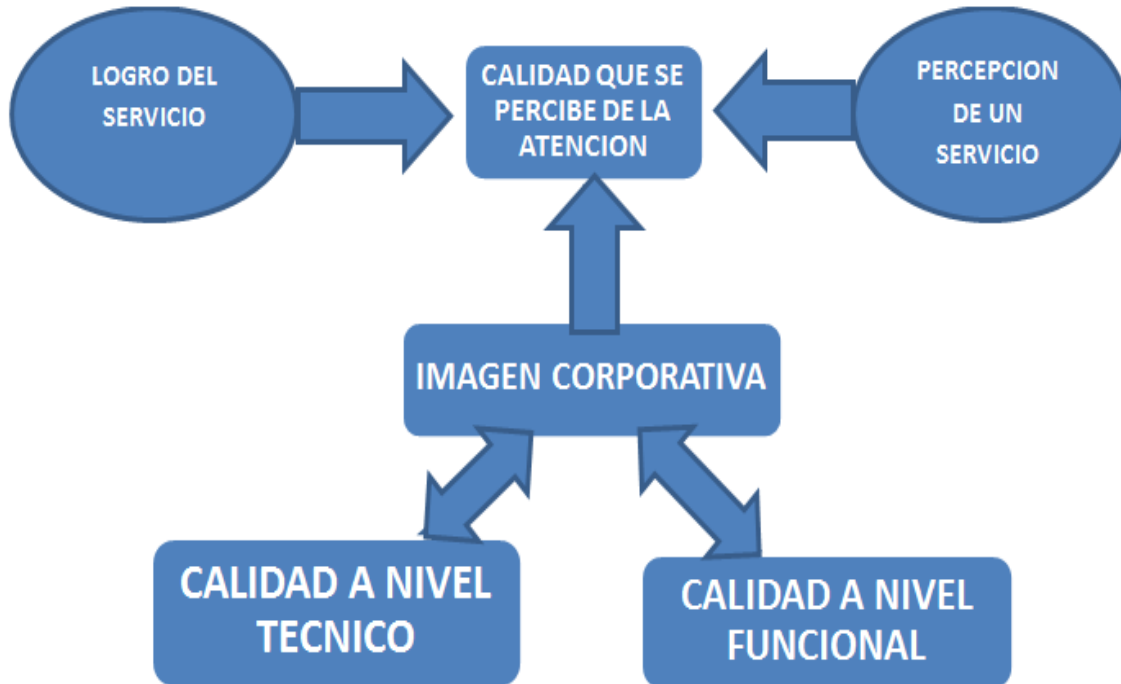 LOGRO DEL
SERVICIO
CALIDAD QUE SE
PERCIBE DE LA
ATENCION
PERCEPCION
DE UN
SERVICIO
IMAGEN CORPORATIVA
CALIDAD A NIVEL
TECNICO
CALIDAD A NIVEL
FUNCIONAL